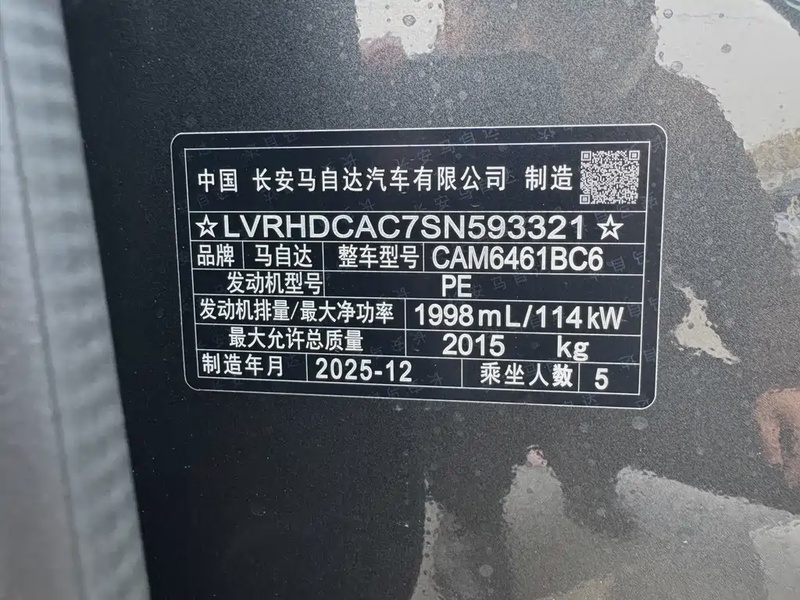 中国 长安马自达汽车有限公司 制造
☆LVRHDCAC7SN593321☆
品牌 马自达 整车型号 CAM6461BC6
发动机型号 PE
发动机排量/最大净功率 1998mL/114kW
最大允许总质量 2015 kg
制造年月 2025-12 乘坐人数 5